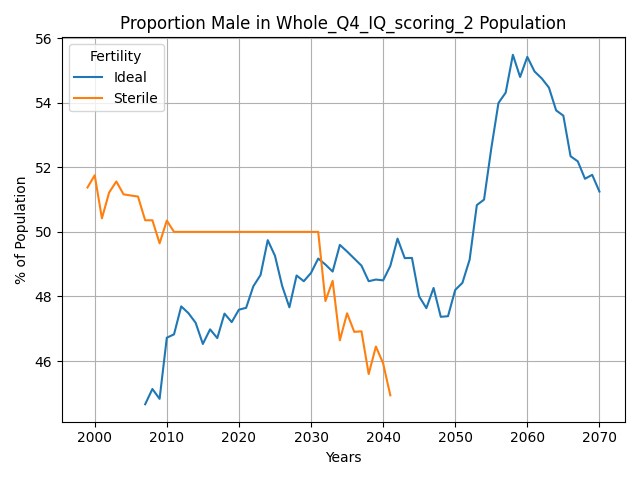 Proportion Male in Whole_Q4_IQ_scoring_2 Population
Fertility
Ideal
Sterile
% of Population
56
54
52
50
48
46
2000 2010 2020 2030 2040 2050 2060 2070
Years